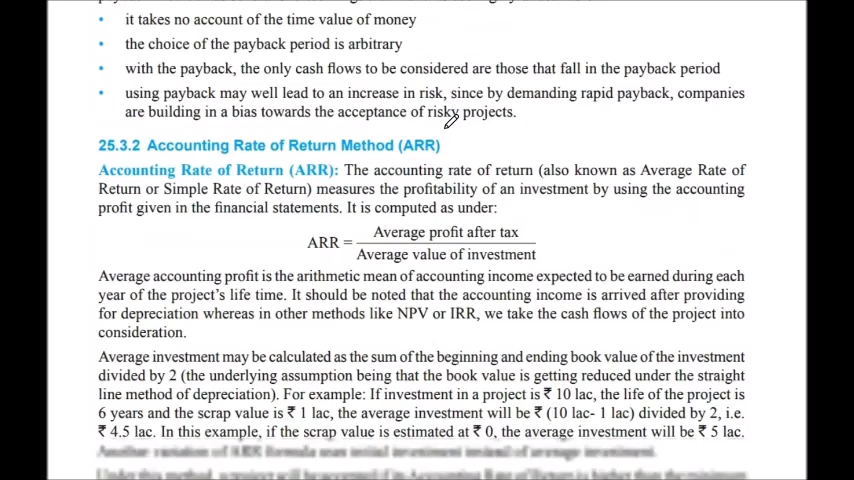 it takes no account of the time value of money
the choice of the payback period is arbitrary
with the payback, the only cash flows to be considered are those that fall in the payback period
using payback may well lead to an increase in risk, since by demanding rapid payback, companies
are building in a bias towards the acceptance of risky projects.
25.3.2 Accounting Rate of Return Method (ARR)
Accounting Rate of Return (ARR): The accounting rate of return (also known as Average Rate of
Return or Simple Rate of Return) measures the profitability of an investment by using the accounting
profit given in the financial statements. It is computed as under:
ARR = Average profit after tax
Average value of investment
Average accounting profit is the arithmetic mean of accounting income expected to be earned during each
year of the project's life time. It should be noted that the accounting income is arrived after providing
for depreciation whereas in other methods like NPV or IRR, we take the cash flows of the project into
consideration.
Average investment may be calculated as the sum of the beginning and ending book value of the investment
divided by 2 (the underlying assumption being that the book value is getting reduced under the straight
line method of depreciation). For example: If investment in a project is ₹ 10 lac, the life of the project is
6 years and the scrap value is ₹ 1 lac, the average investment will be ₹ (10 lac- 1 lac) divided by 2, i.e.
₹ 4.5 lac. In this example, if the scrap value is estimated at ₹ 0, the average investment will be ₹ 5 lac.
Another variation of ARR formula uses initial investment instead of average investment.